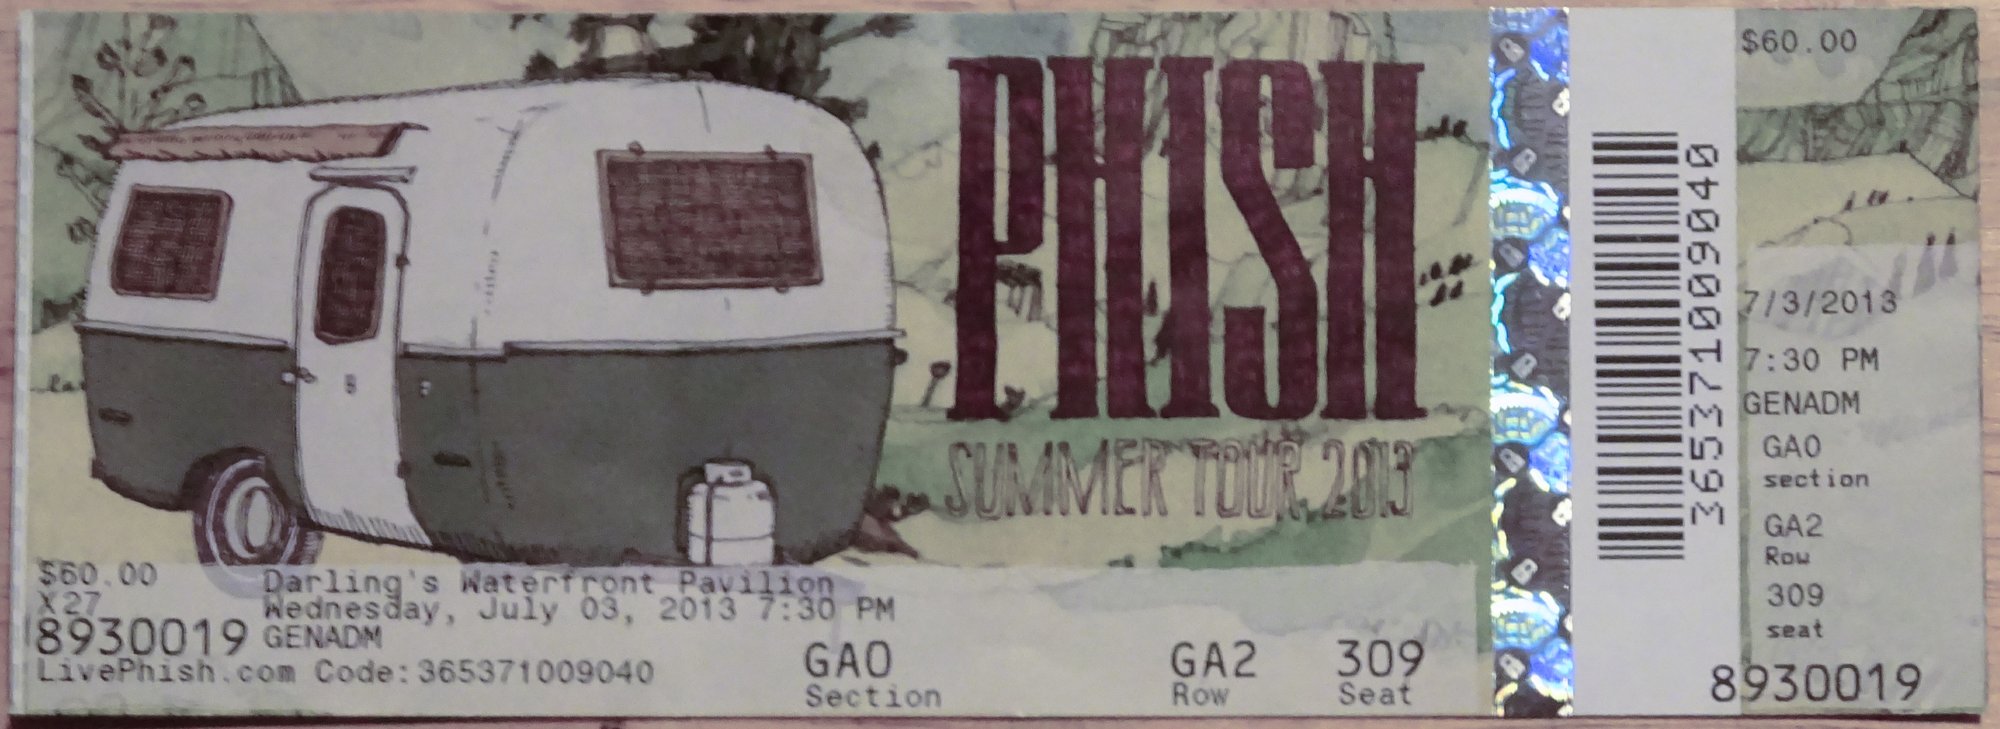 PHISH
SUMMER TOUR 2013
$60.00
X27
8930019
Darling's Waterfront Pavilion
Wednesday, July 03, 2013 7:30 PM
GENADM
LivePhish.com Code:365371009040
GA0
Section
GA2
Row
309
Seat
365371009040
$60.00
7/3/2013
7:30 PM
GENADM
GA0
section
GA2
Row
309
seat
8930019